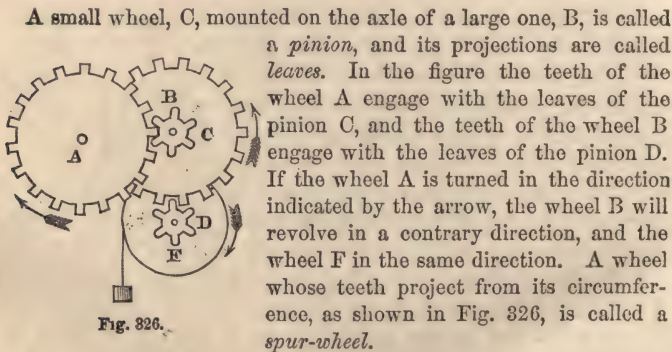 A small wheel, C, mounted on the axle of a large one, B, is called
a pinion, and its projections are called
leaves. In the figure the teeth of the
wheel A engage with the leaves of the
pinion C, and the teeth of the wheel B
engage with the leaves of the pinion D.
If the wheel A is turned in the direction
indicated by the arrow, the wheel B will
revolve in a contrary direction, and the
wheel F in the same direction. A wheel
whose teeth project from its circumfer-
ence, as shown in Fig. 326, is called a
spur-wheel.
B
A
C
D
F
Fig. 326.